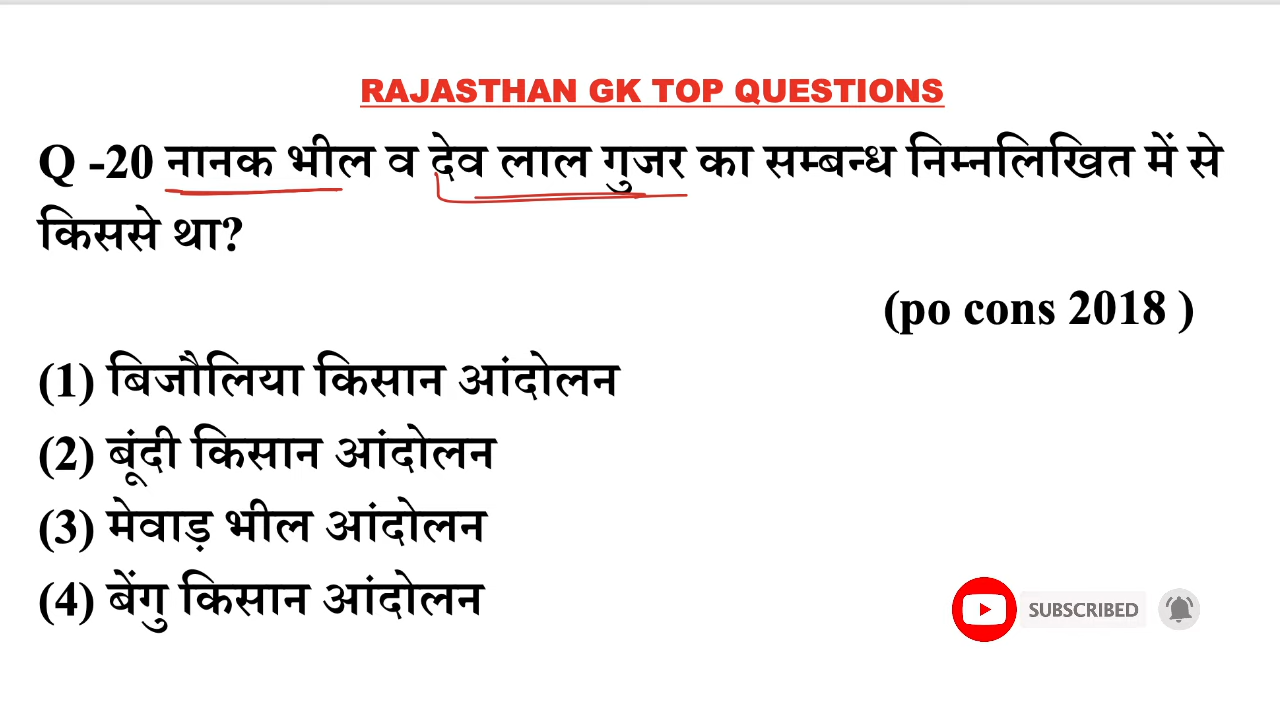 RAJASTHAN GK TOP QUESTIONS
Q -20 नानक भील व देव लाल गुजर का सम्बन्ध निम्नलिखित में से
किससे था?
(po cons 2018 )
(1) बिजौलिया किसान आंदोलन
(2) बूंदी किसान आंदोलन
(3) मेवाड़ भील आंदोलन
(4) बेंगु किसान आंदोलन
SUBSCRIBED